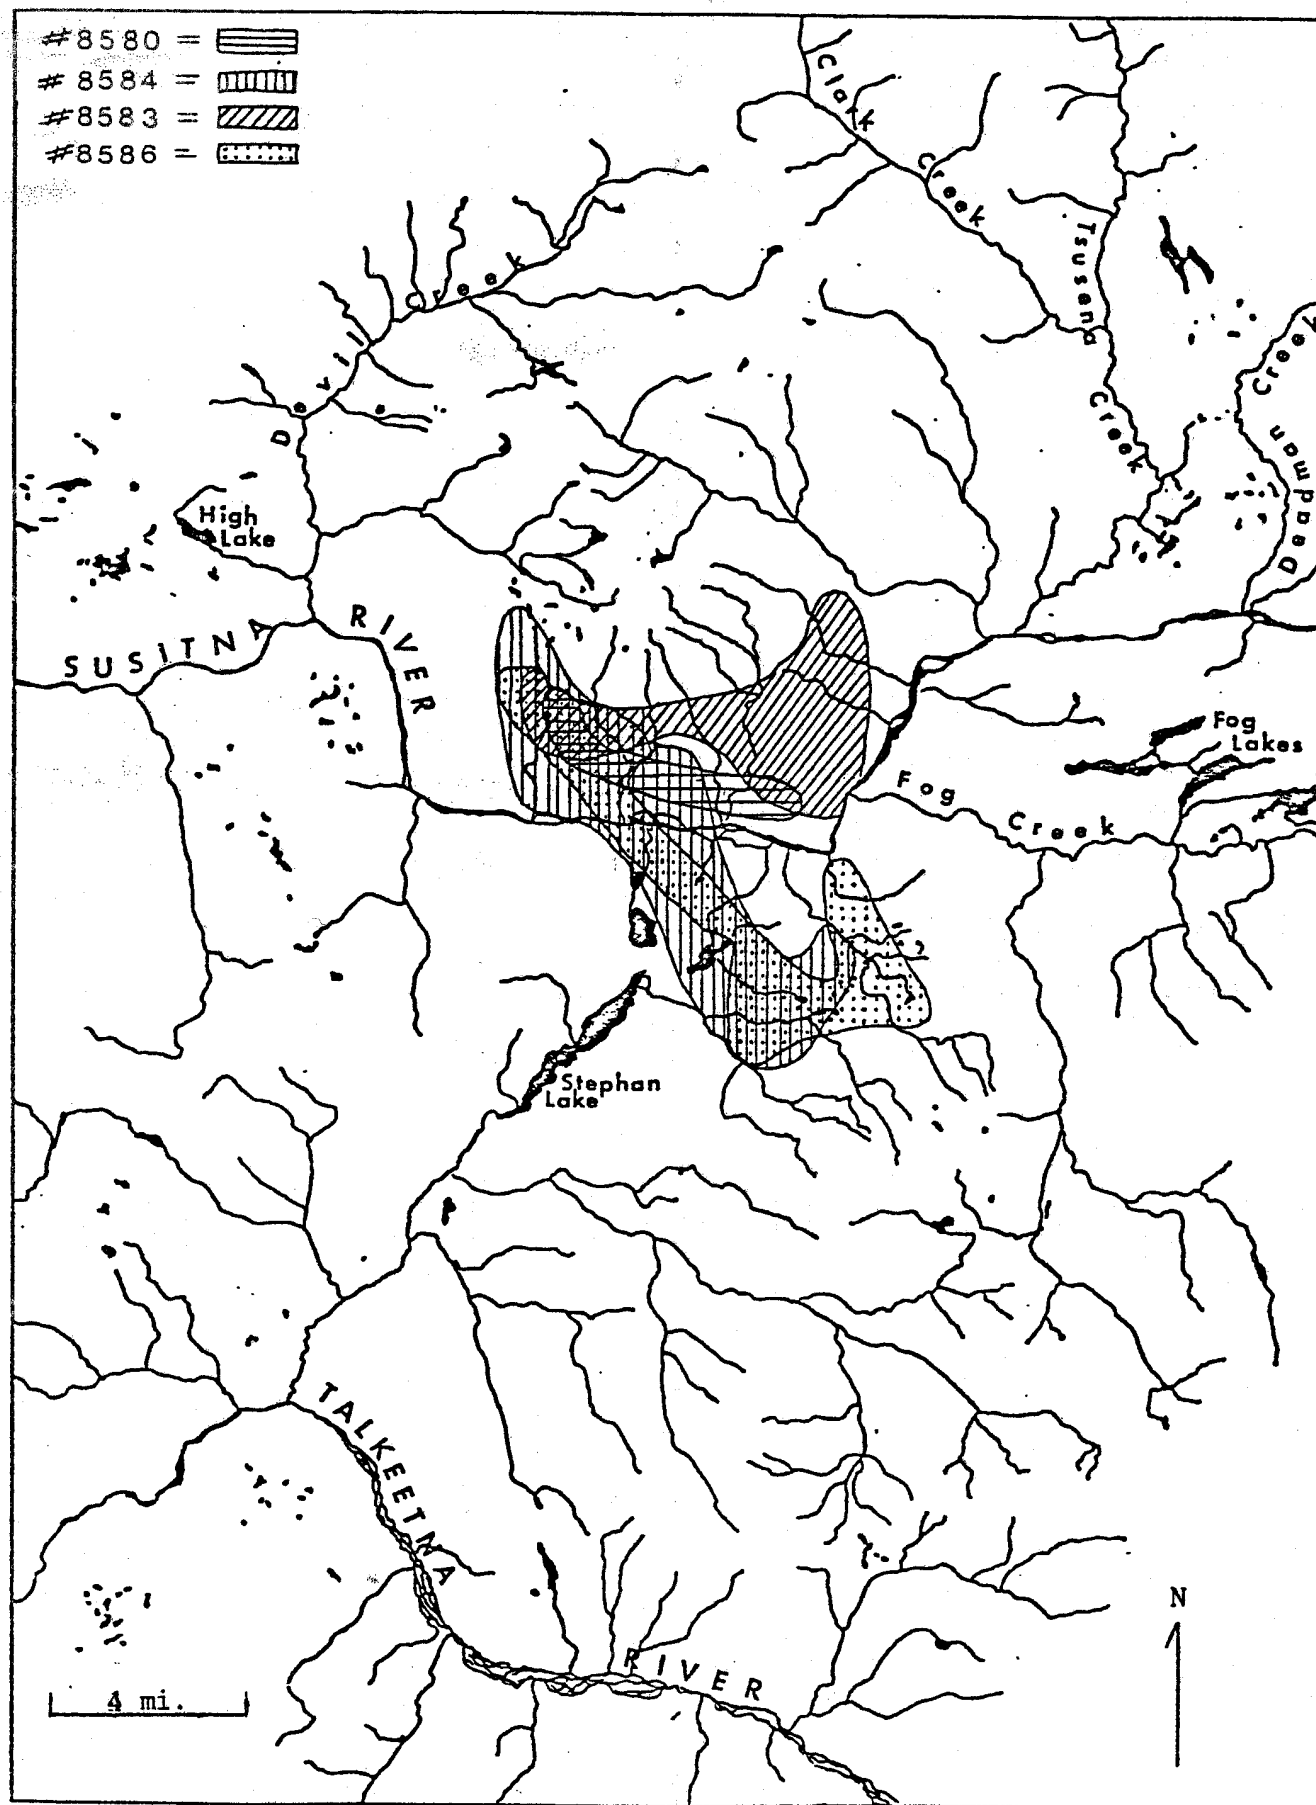 #8580 =
#8584 =
#8583 =
#8586 =
Clark
Creek
Tsusena
Creek
Devil Creek
Deadman Creek
High
Lake
SUSITNA RIVER
Fog
Lakes
Fog Creek
Stephan
Lake
TALKEETNA RIVER
N
4 mi.